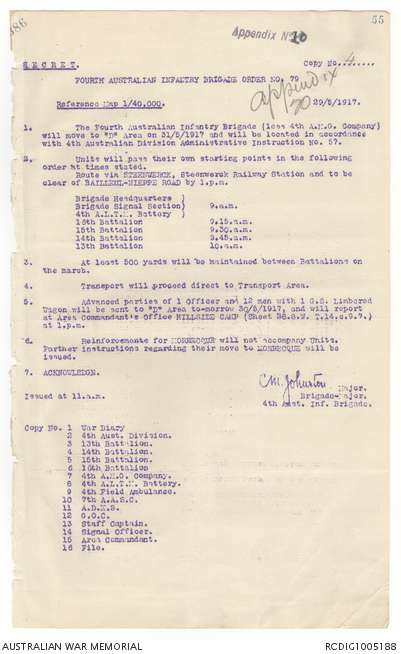 386
Appendix No. 10
55
SECRET.
Copy No. 4.....
FOURTH AUSTRALIAN INFANTRY BRIGADE ORDER NO. 79
appendix
70
Reference Map 1/40,000.
29/5/1917.
1. The Fourth Australian Infantry Brigade (less 4th A.M.G. Company)
will move to "D" Area on 31/5/1917 and will be located in accordance
with 4th Australian Division Administrative Instruction No. 57.
2. Units will pass their own starting points in the following
order at times stated.
Route via STEENWERCK, Steenwerck Railway Station and to be
clear of BAILLEUL-NIEPPE ROAD by 1.p.m.
Brigade Headquarters }
Brigade Signal Section} 9.a.m.
4th A.L.T.M. Battery }
16th Battalion 9.15.a.m.
15th Battalion 9.30.a.m.
14th Battalion 9.45.a.m.
13th Battalion 10.a.m.
3. At least 500 yards will be maintained between Battalions on
the march.
4. Transport will proceed direct to Transport Area.
5. Advanced parties of 1 Officer and 12 men with 1 G.S. Limbered
Wagon will be sent to "D" Area to-morrow 30/5/1917, and will report
at Area Commandant's Office HILLSIDE CAMP (Sheet 36.S.W. T.14.c.9.7.)
at 1.p.m.
6. Reinforcements for MORBECQUE will not accompany Units.
Further instructions regarding their move to MORBECQUE will be
issued.
7. ACKNOWLEDGE.
C M Johnston
Major.
Issued at 11.a.m. Brigade-Major.
4th Aust. Inf. Brigade.
Copy No. 1 War Diary
2 4th Aust. Division.
3 13th Battalion.
4 14th Battalion.
5 15th Battalion.
6 16th Battalion
7 4th A.M.G. Company.
8 4th A.L.T.M. Battery.
9 4th Field Ambulance.
10 7th A.A.S.C.
11 A.D.M.S.
12 G.O.C.
13 Staff Captain.
14 Signal Officer.
15 Area Commandant.
16 File.
AUSTRALIAN WAR MEMORIAL
RCDIG1005188